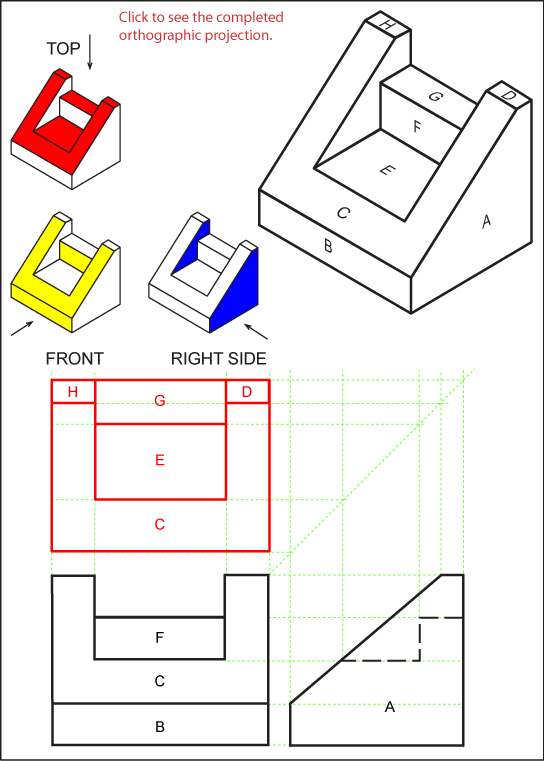 Click to see the completed
orthographic projection.
TOP
H
G
D
F
E
C
A
B
FRONT
RIGHT SIDE
H
G
D
E
C
F
C
A
B